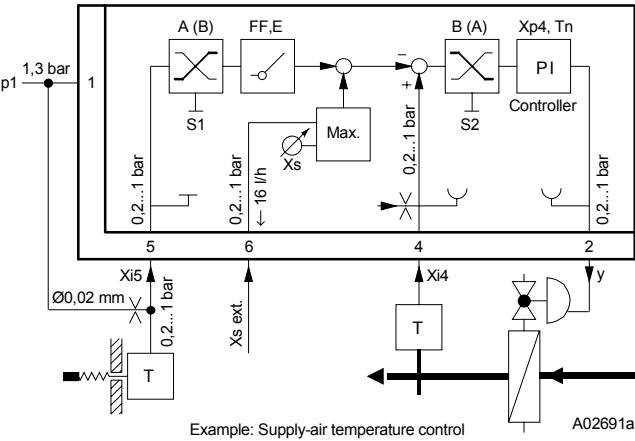 A (B)
FF,E
B (A)
Xp4, Tn
1,3 bar
p1
1
PI
Controller
S1
S2
Max.
Xs
0,2...1 bar
0,2...1 bar
← 16 l/h
0,2...1 bar
0,2...1 bar
5
6
4
2
Xi5
Xi4
y
Ø0,02 mm
0,2...1 bar
Xs ext.
T
T
Example: Supply-air temperature control
A02691a